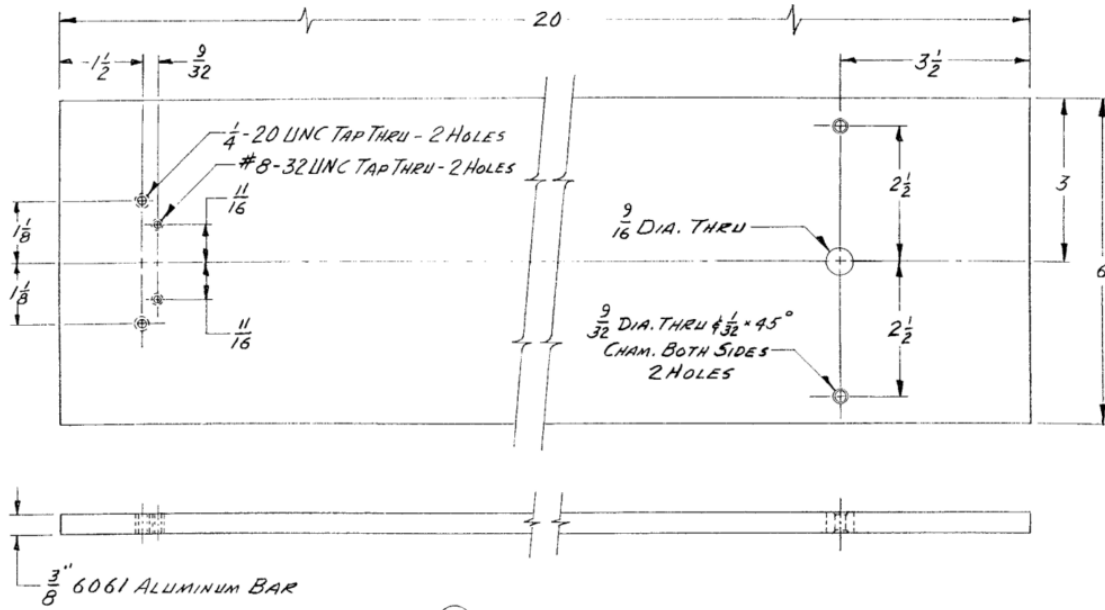 20
1 1/2
9/32
3 1/2
1/4-20 UNC TAP THRU - 2 HOLES
#8-32 UNC TAP THRU - 2 HOLES
11/16
2 1/2
3
1 1/8
9/16 DIA. THRU
6
1 1/8
11/16
9/32 DIA. THRU & 1/32 × 45°
CHAM. BOTH SIDES
2 HOLES
2 1/2
3/8" 6061 ALUMINUM BAR